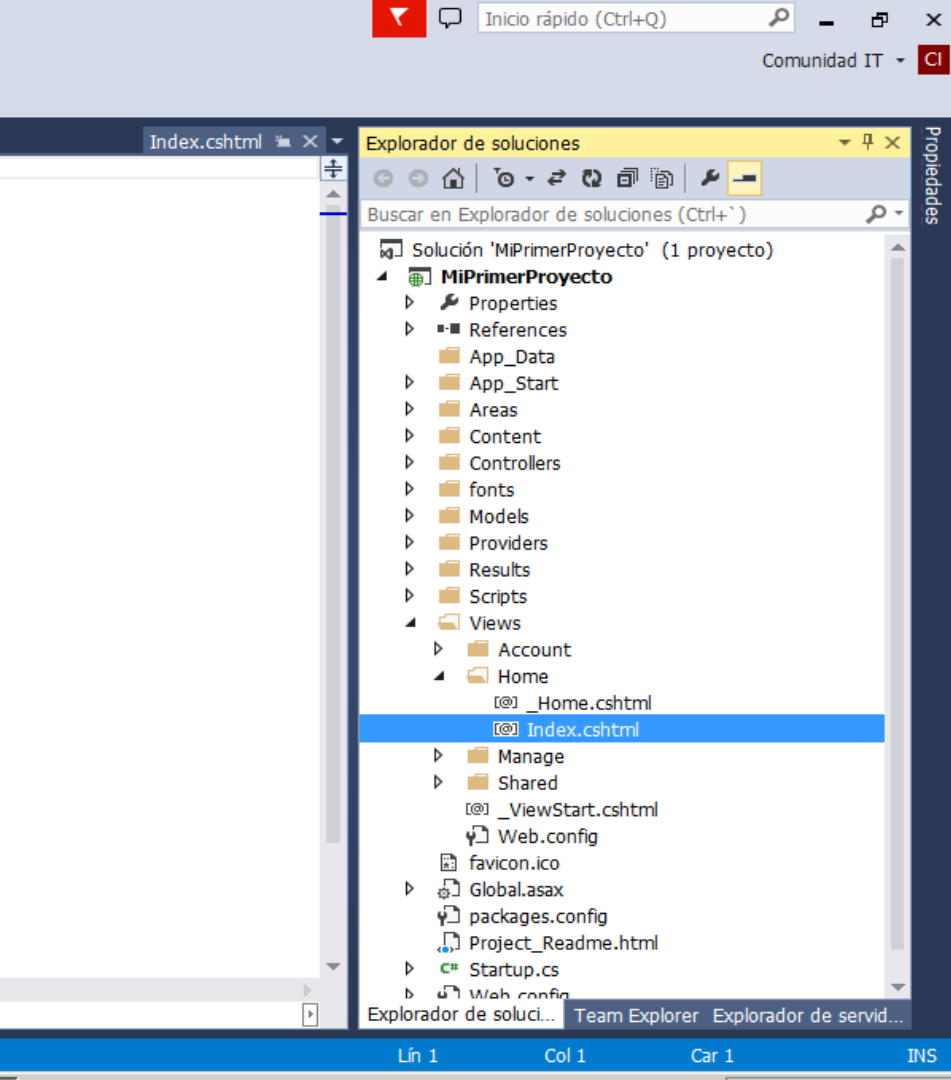 Inicio rápido (Ctrl+Q)
Comunidad IT
CI
Index.cshtml
Explorador de soluciones
Propiedades
Buscar en Explorador de soluciones (Ctrl+`)
Solución 'MiPrimerProyecto' (1 proyecto)
MiPrimerProyecto
Properties
References
App_Data
App_Start
Areas
Content
Controllers
fonts
Models
Providers
Results
Scripts
Views
Account
Home
[@] _Home.cshtml
[@] Index.cshtml
Manage
Shared
[@] _ViewStart.cshtml
Web.config
favicon.ico
Global.asax
packages.config
Project_Readme.html
C# Startup.cs
Web.config
Explorador de soluci... Team Explorer Explorador de servid...
Lín 1 Col 1 Car 1 INS